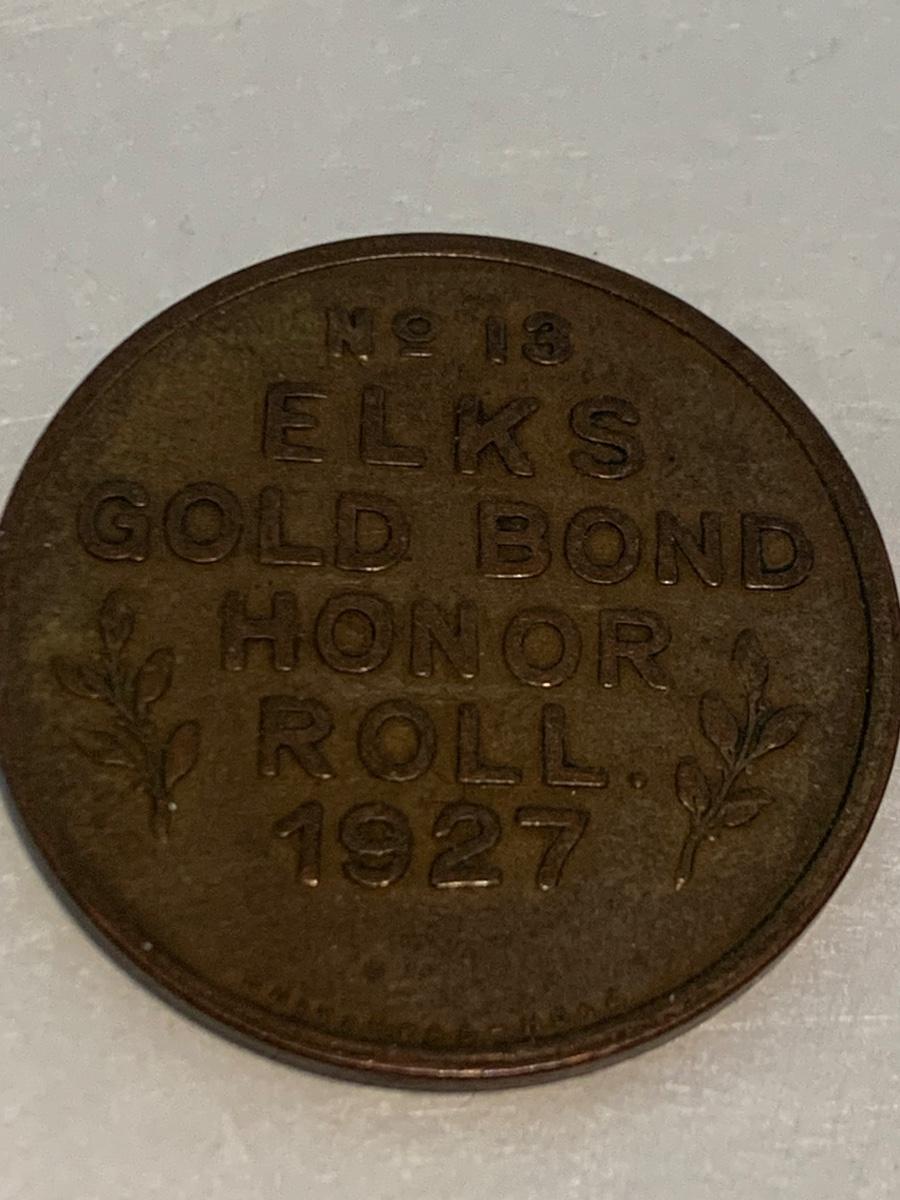 Nº 13
ELKS
GOLD BOND
HONOR
ROLL.
1927